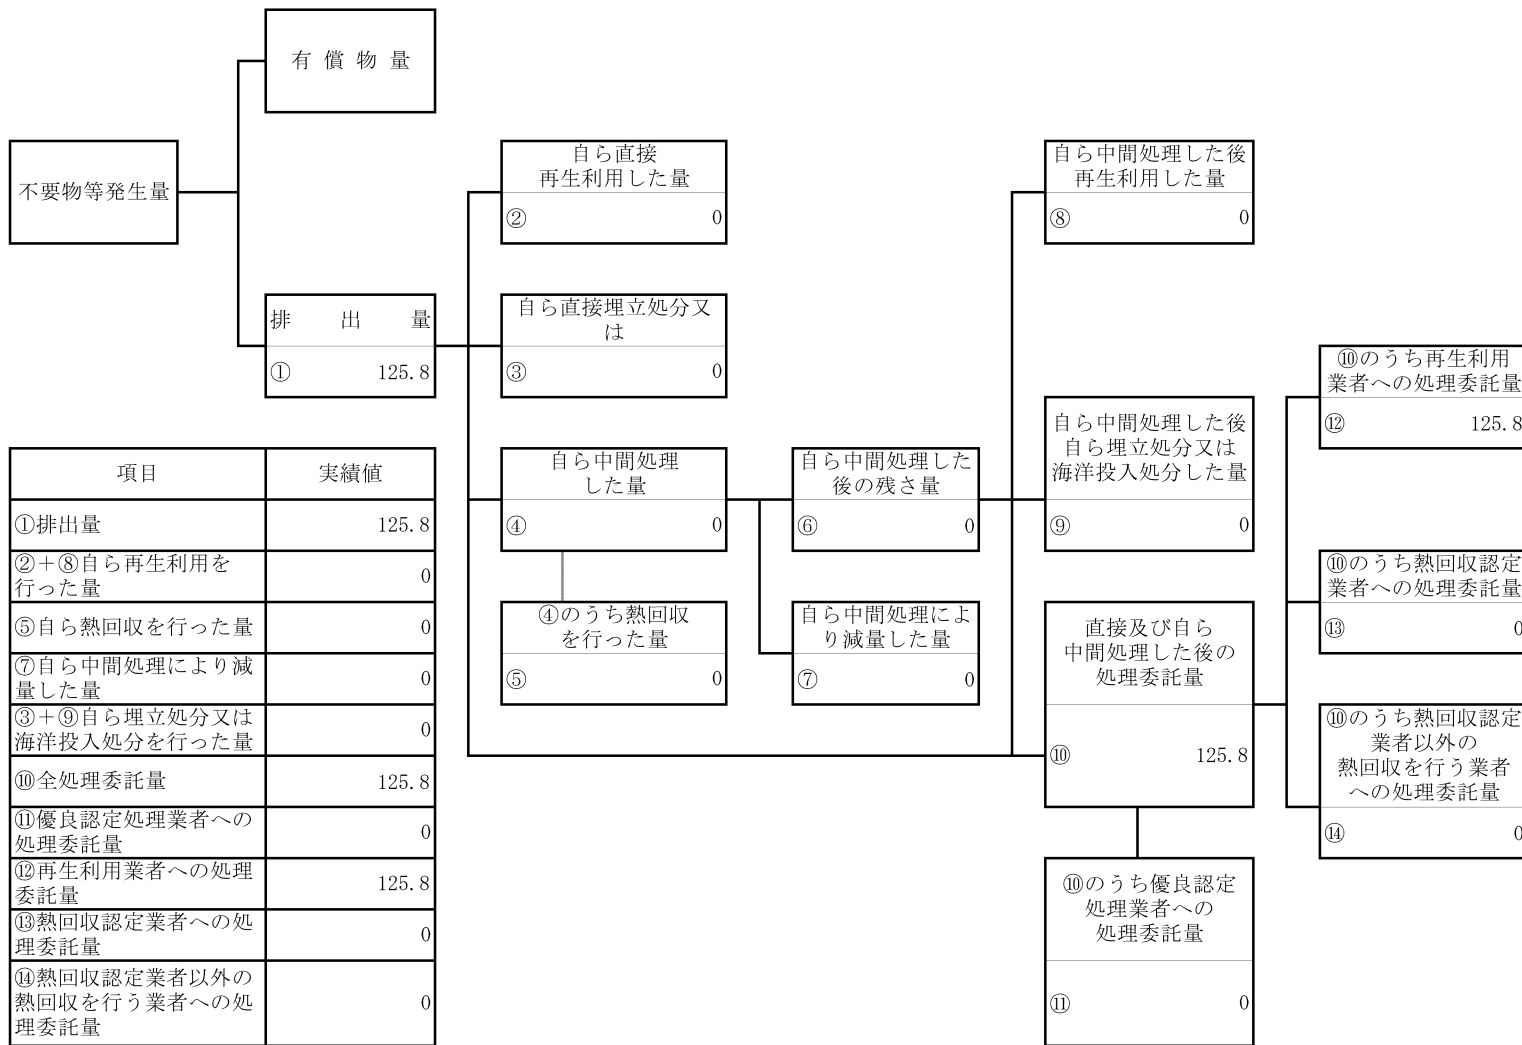 有償物量
不要物等発生量
排出量
① 125.8
自ら直接
再生利用した量
② 0
自ら直接埋立処分又
は
③ 0
自ら中間処理
した量
④ 0
④のうち熱回収
を行った量
⑤ 0
自ら中間処理した
後の残さ量
⑥ 0
自ら中間処理によ
り減量した量
⑦ 0
自ら中間処理した後
再生利用した量
⑧ 0
自ら中間処理した後
自ら埋立処分又は
海洋投入処分した量
⑨ 0
直接及び自ら
中間処理した後の
処理委託量
⑩ 125.8
⑩のうち優良認定
処理業者への
処理委託量
⑪ 0
⑩のうち再生利用
業者への処理委託量
⑫ 125.8
⑩のうち熱回収認定
業者への処理委託量
⑬ 0
⑩のうち熱回収認定
業者以外の
熱回収を行う業者
への処理委託量
⑭ 0
項目 実績値
①排出量 125.8
②＋⑧自ら再生利用を
行った量 0
⑤自ら熱回収を行った量 0
⑦自ら中間処理により減
量した量 0
③＋⑨自ら埋立処分又は
海洋投入処分を行った量 0
⑩全処理委託量 125.8
⑪優良認定処理業者への
処理委託量 0
⑫再生利用業者への処理
委託量 125.8
⑬熱回収認定業者への処
理委託量 0
⑭熱回収認定業者以外の
熱回収を行う業者への処
理委託量 0